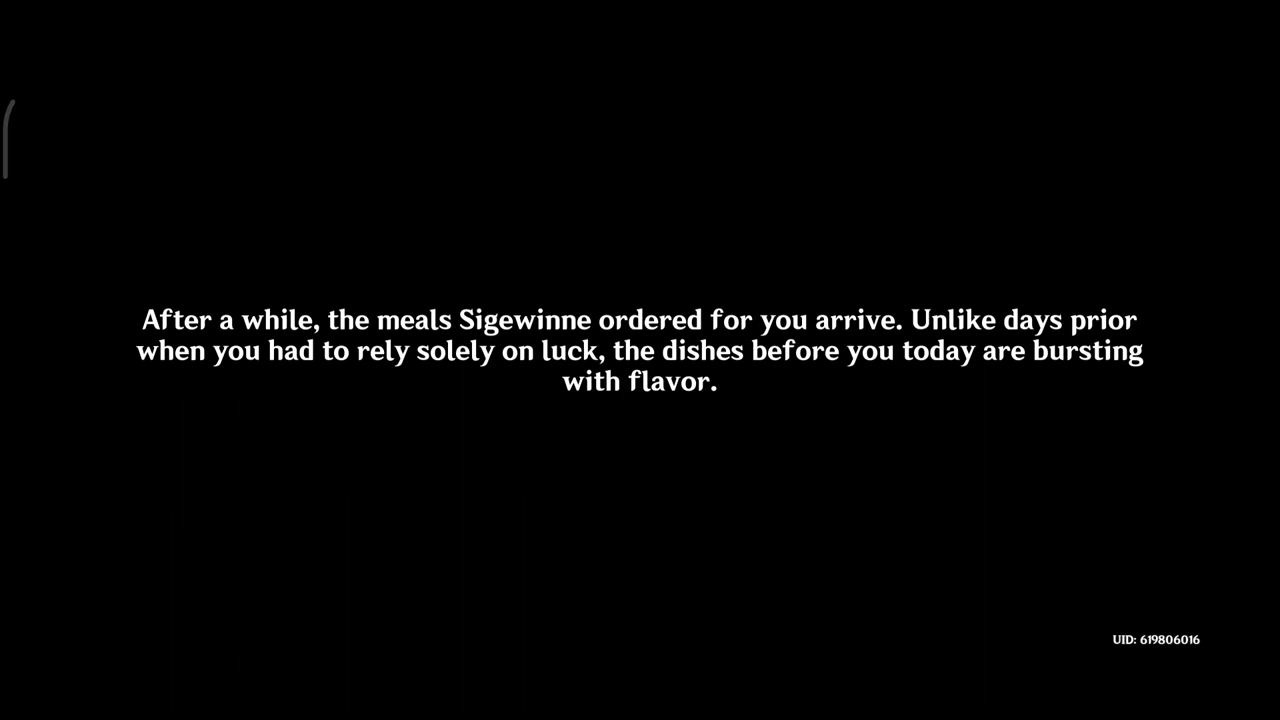 After a while, the meals Sigewinne ordered for you arrive. Unlike days prior
when you had to rely solely on luck, the dishes before you today are bursting
with flavor.
UID: 619806016